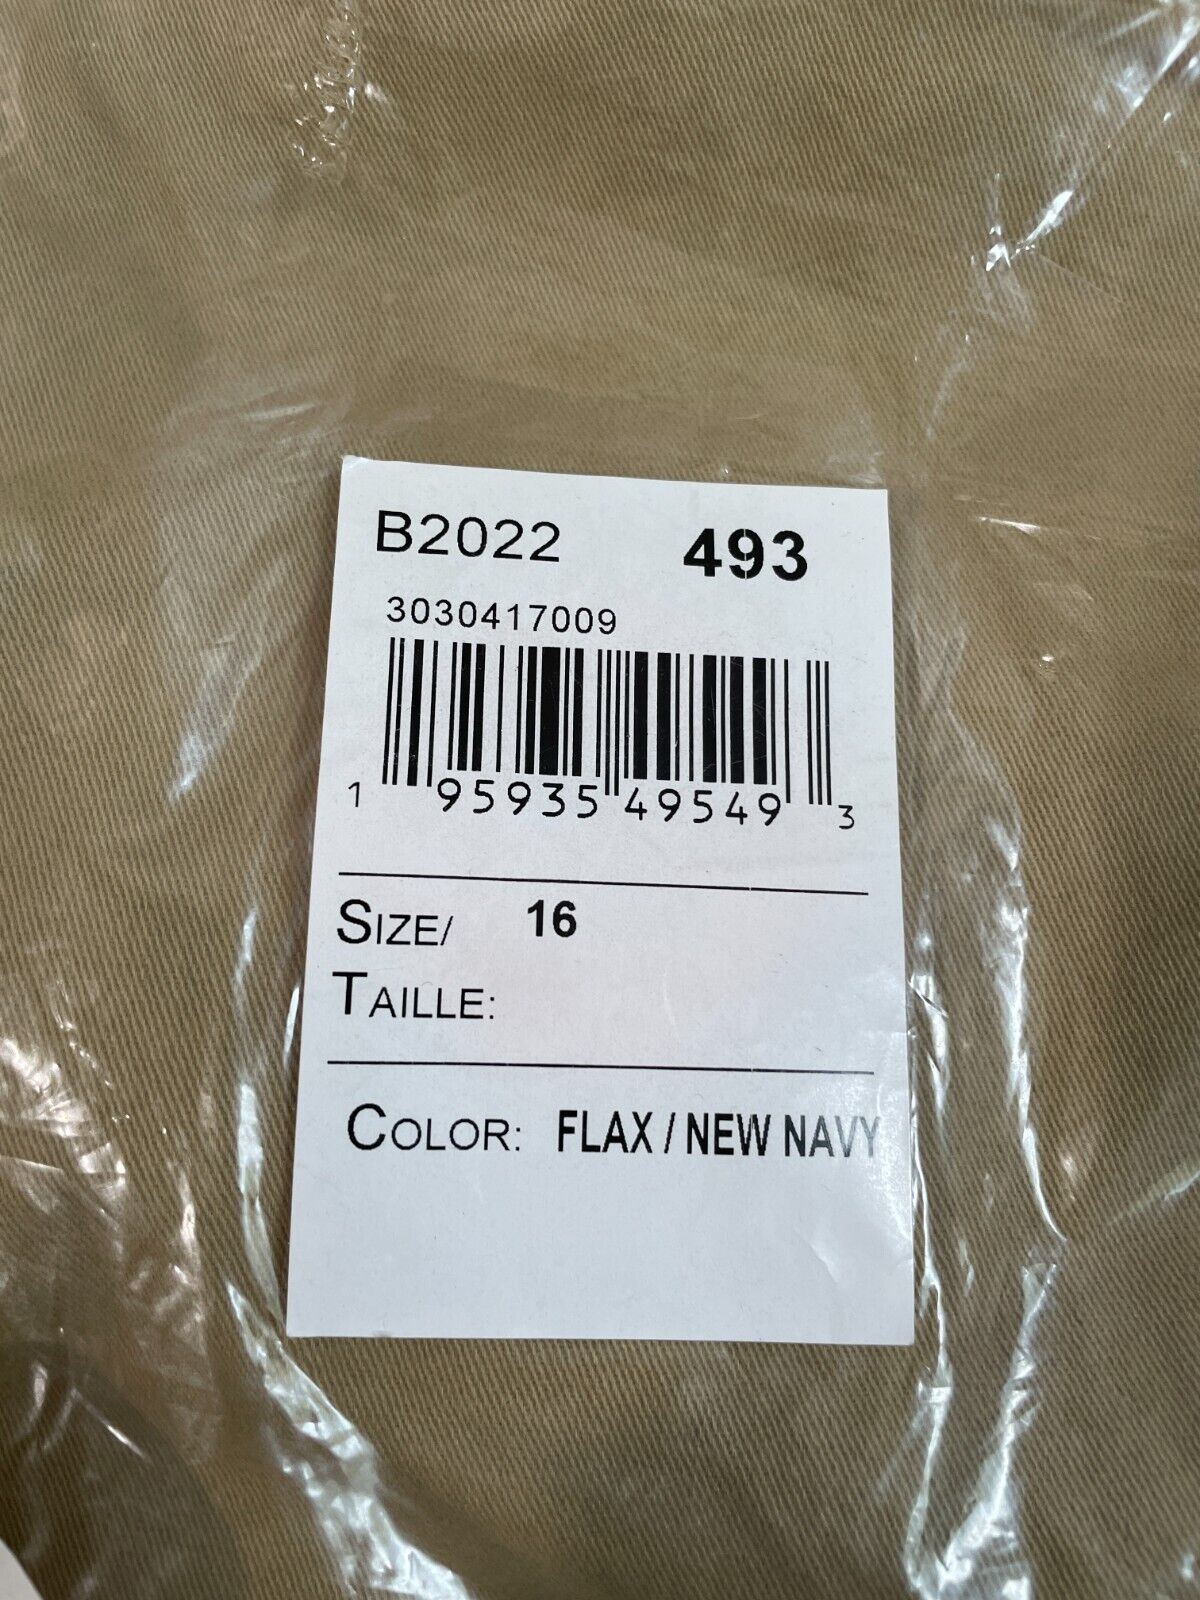 B2022 493
3030417009
1 95935 49549 3
SIZE/ 16
TAILLE:
COLOR: FLAX / NEW NAVY